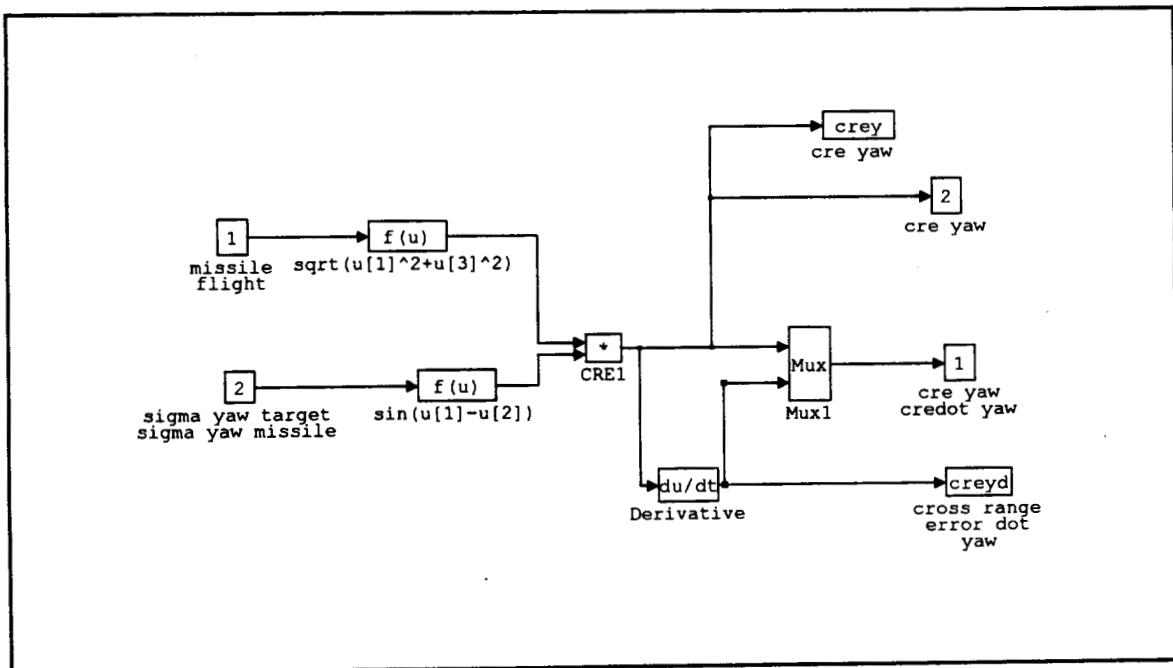 crey
cre yaw
2
cre yaw
1
missile
flight
f(u)
sqrt(u[1]^2+u[3]^2)
*
CRE1
2
sigma yaw target
sigma yaw missile
f(u)
sin(u[1]-u[2])
Mux
Mux1
1
cre yaw
credot yaw
du/dt
Derivative
creyd
cross range
error dot
yaw